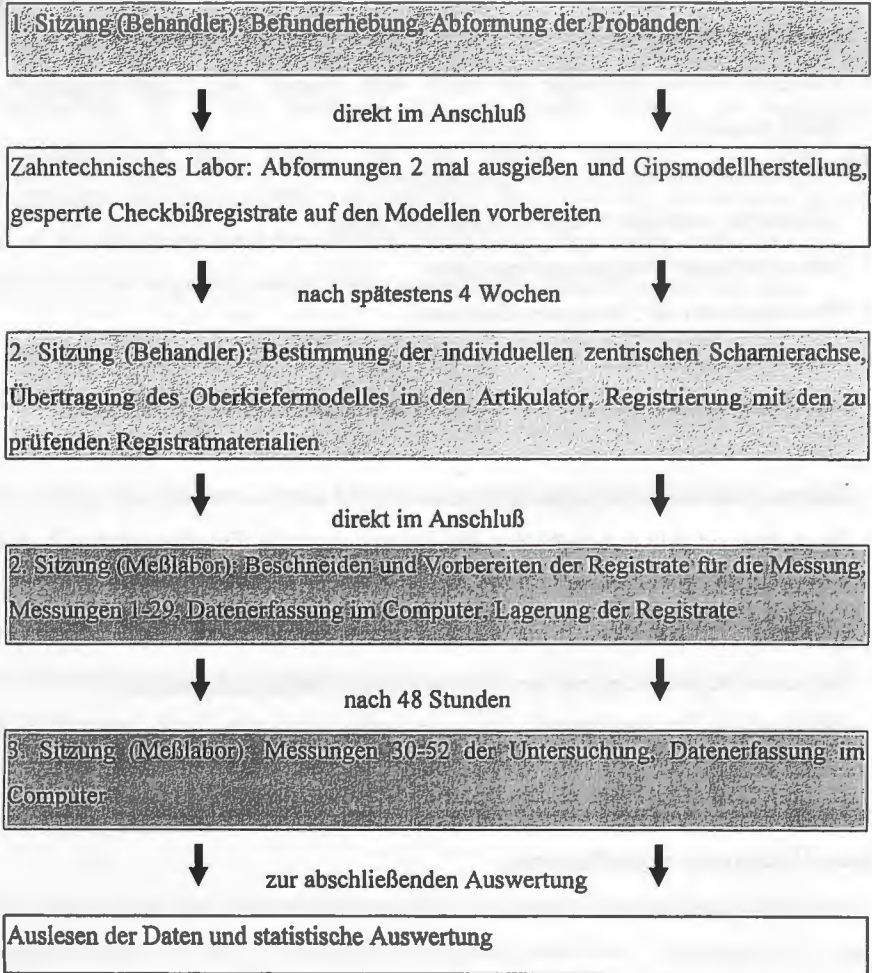 1. Sitzung (Behandler): Befunderhebung, Abformung der Probanden
direkt im Anschluß
Zahntechnisches Labor: Abformungen 2 mal ausgießen und Gipsmodellherstellung,
gesperrte Checkbißregistrate auf den Modellen vorbereiten
nach spätestens 4 Wochen
2. Sitzung (Behandler): Bestimmung der individuellen zentrischen Scharnierachse,
Übertragung des Oberkiefermodelles in den Artikulator, Registrierung mit den zu
prüfenden Registratmaterialien
direkt im Anschluß
2. Sitzung (Meßlabor): Beschneiden und Vorbereiten der Registrate für die Messung,
Messungen 1-29, Datenerfassung im Computer, Lagerung der Registrate
nach 48 Stunden
3. Sitzung (Meßlabor): Messungen 30-52 der Untersuchung, Datenerfassung im
Computer
zur abschließenden Auswertung
Auslesen der Daten und statistische Auswertung